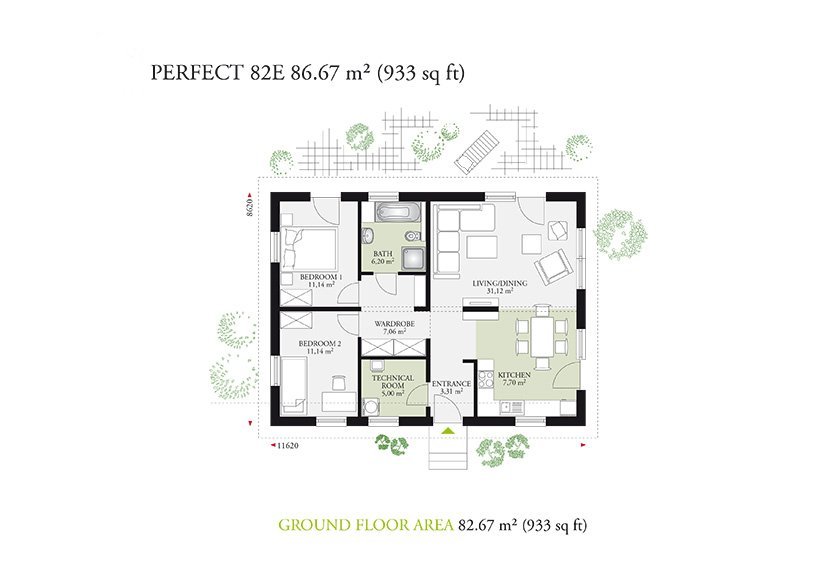 PERFECT 82E 86.67 m² (933 sq ft)
8620
BATH
6,20 m²
BEDROOM 1
11,14 m²
LIVING/DINING
31,12 m²
WARDROBE
7,06 m²
BEDROOM 2
11,14 m²
TECHNICAL
ROOM
5,00 m²
ENTRANCE
3,31 m²
KITCHEN
7,70 m²
11620
GROUND FLOOR AREA 82.67 m² (933 sq ft)